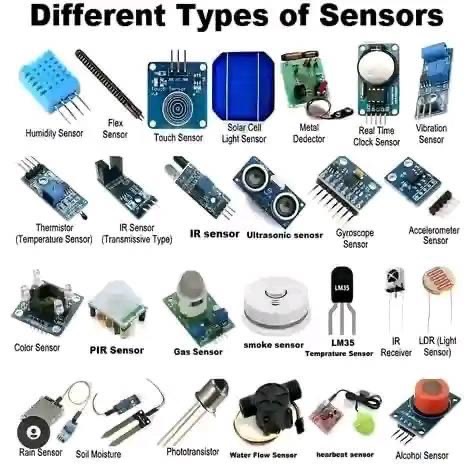 Different Types of Sensors
Humidity Sensor
Flex
Sensor
Touch Sensor
Touch Sensor
Solar Cell
Light Sensor
Metal
Dedector
Real Time
Clock Sensor
Vibration
Sensor
Thermistor
(Temperature Sensor)
IR Sensor
(Transmissive Type)
IR sensor
Ultrasonic senosr
Gyroscope
Sensor
Accelerometer
Sensor
Color Sensor
PIR Sensor
Gas Sensor
smoke sensor
LM35
LM35
Temprature Sensor
IR
Receiver
LDR (Light
Sensor)
Rain Sensor
Soil Moisture
Phototransistor
Water Flow Sensor
hearbeat sensor
Alcohol Sensor